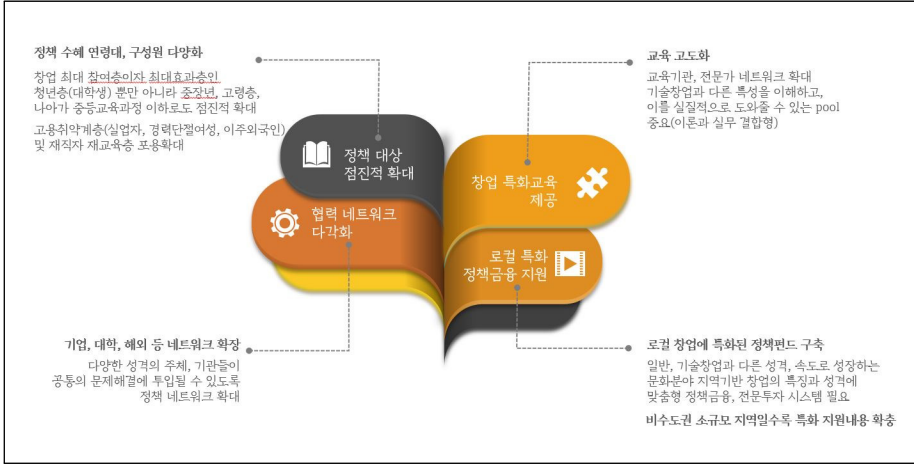 정책 수혜 연령대, 구성원 다양화
창업 최대 참여층이자 최대효과층인
청년층(대학생) 뿐만 아니라 중장년, 고령층,
나아가 중등교육과정 이하로도 점진적 확대
고용취약계층(실업자, 경력단절여성, 이주외국인)
및 재직자 재교육층 포용확대
교육 고도화
교육기관, 전문가 네트워크 확대
기술창업과 다른 특성을 이해하고,
이를 실질적으로 도와줄 수 있는 pool
중요(이론과 실무 결합형)
정책 대상
점진적 확대
창업 특화교육
제공
협력 네트워크
다각화
로컬 특화
정책금융 지원
기업, 대학, 해외 등 네트워크 확장
다양한 성격의 주체, 기관들이
공통의 문제해결에 투입될 수 있도록
정책 네트워크 확대
로컬 창업에 특화된 정책펀드 구축
일반, 기술창업과 다른 성격, 속도로 성장하는
문화분야 지역기반 창업의 특징과 성격에
맞춤형 정책금융, 전문투자 시스템 필요
비수도권 소규모 지역일수록 특화 지원내용 확충